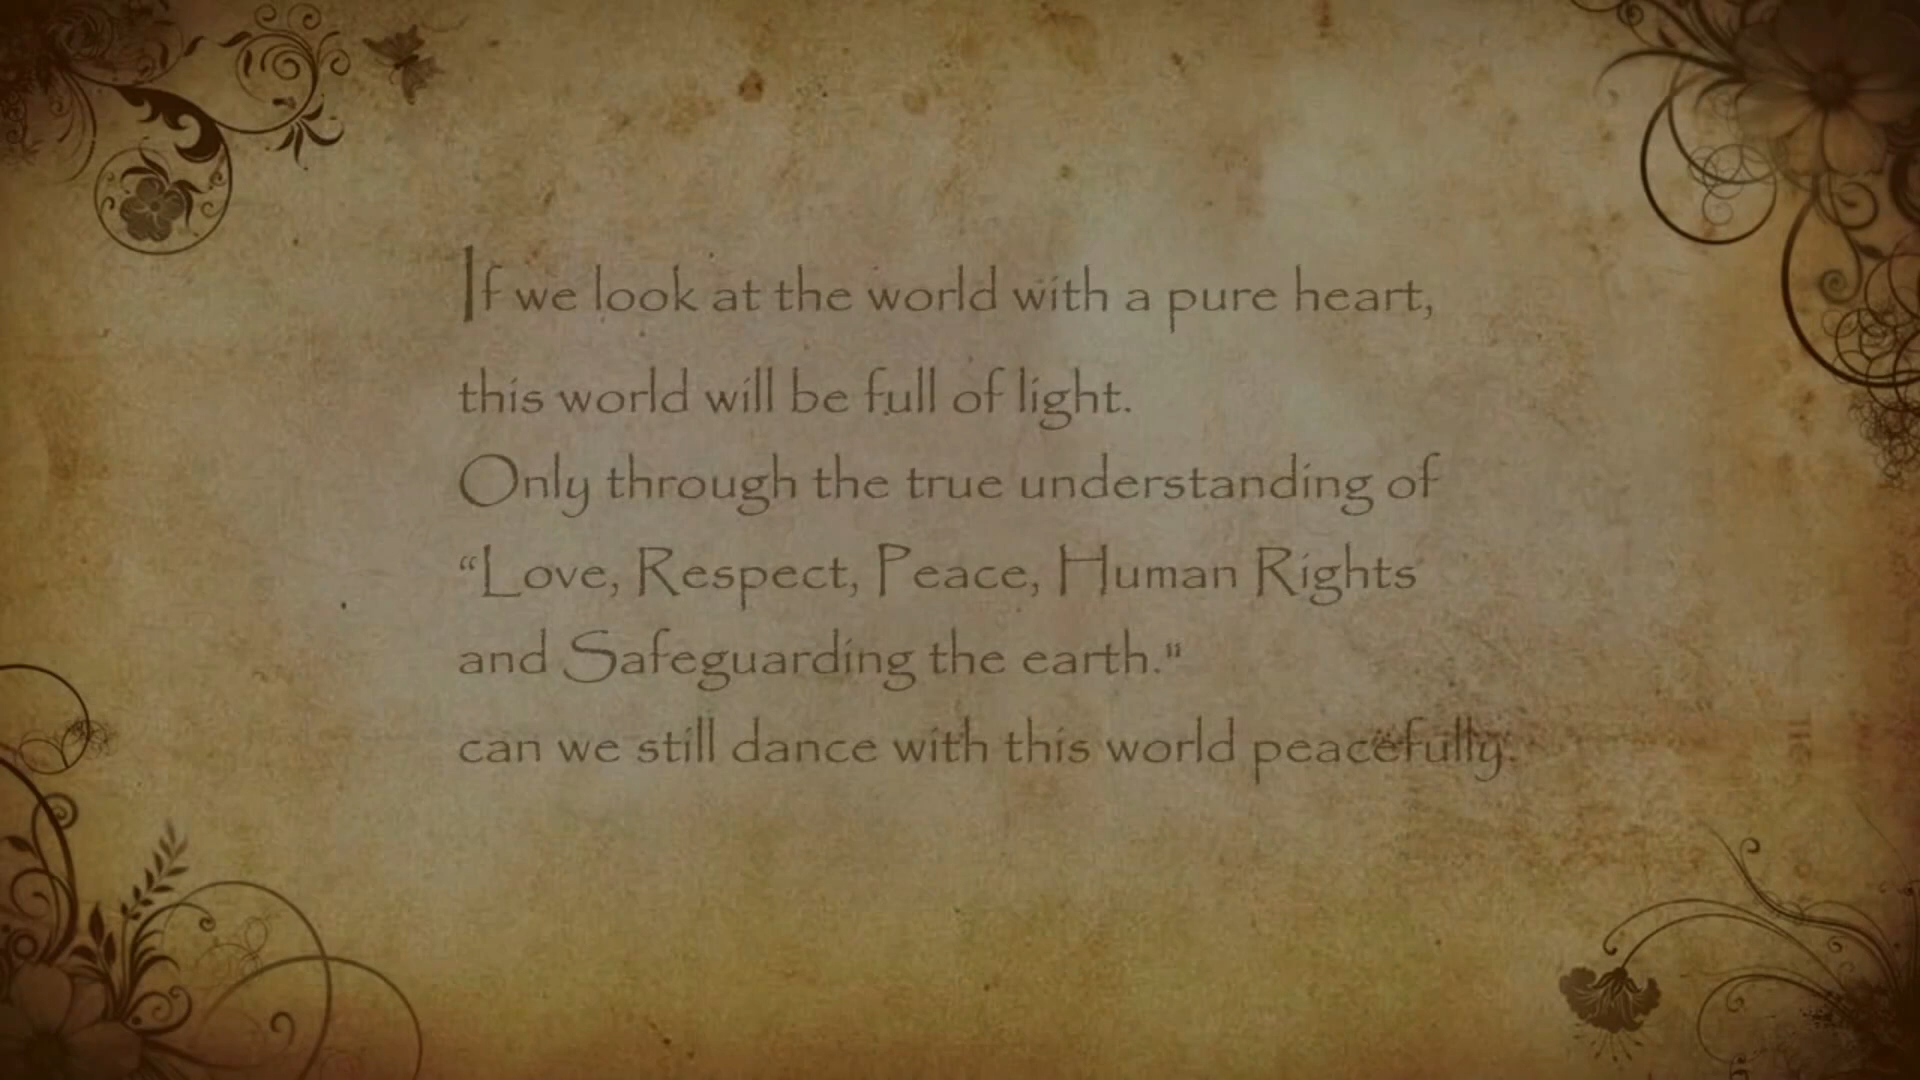 If we look at the world with a pure heart,
this world will be full of light.
Only through the true understanding of
“Love, Respect, Peace, Human Rights
and Safeguarding the earth."
can we still dance with this world peacefully.